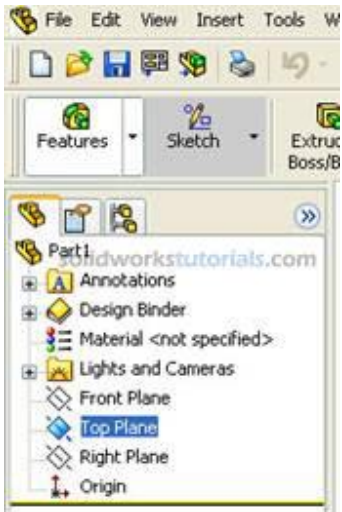 File Edit View Insert Tools
Features Sketch
Boss/B
Part1
solidworkstutorials.com
Annotations
Design Binder
Material <not specified>
Lights and Cameras
Front Plane
Top Plane
Right Plane
Origin